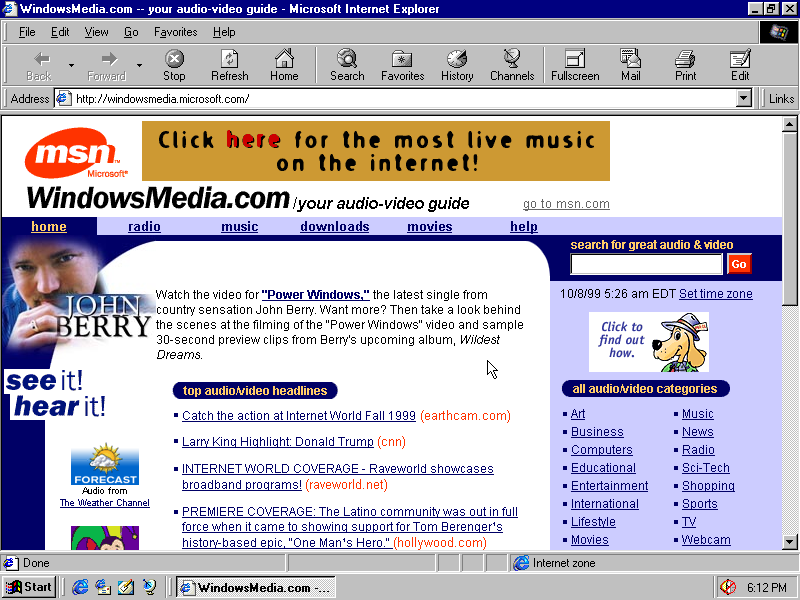 WindowsMedia.com -- your audio-video guide - Microsoft Internet Explorer
File Edit View Go Favorites Help
Back Forward Stop Refresh Home Search Favorites History Channels Fullscreen Mail Print Edit
Address http://windowsmedia.microsoft.com/ Links
msn™
Microsoft®
Click here for the most live music
on the internet!
WindowsMedia.com /your audio-video guide go to msn.com
home radio music downloads movies help
search for great audio & video
Go
10/8/99 5:26 am EDT Set time zone
JOHN
BERRY
Watch the video for "Power Windows," the latest single from
country sensation John Berry. Want more? Then take a look behind
the scenes at the filming of the "Power Windows" video and sample
30-second preview clips from Berry's upcoming album, Wildest
Dreams.
Click to
find out
how.
see it!
hear it!
top audio/video headlines
Catch the action at Internet World Fall 1999 (earthcam.com)
Larry King Highlight: Donald Trump (cnn)
INTERNET WORLD COVERAGE - Raveworld showcases
broadband programs! (raveworld.net)
PREMIERE COVERAGE: The Latino community was out in full
force when it came to showing support for Tom Berenger's
history-based epic, "One Man's Hero." (hollywood.com)
FORECAST
Audio from
The Weather Channel
all audio/video categories
Art Music
Business News
Computers Radio
Educational Sci-Tech
Entertainment Shopping
International Sports
Lifestyle TV
Movies Webcam
Done Internet zone
Start WindowsMedia.com -... 6:12 PM